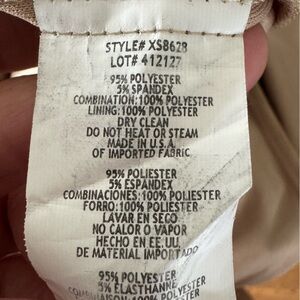 STYLE# XS8628
LOT# 412127
95% POLYESTER
5% SPANDEX
COMBINATION: 100% POLYESTER
LINING: 100% POLYESTER
DRY CLEAN
DO NOT HEAT OR STEAM
MADE IN U.S.A.
OF IMPORTED FABRIC
95% POLIESTER
5% ESPANDEX
COMBINACIONES: 100% POLIESTER
FORRO: 100% POLIESTER
LAVAR EN SECO
NO CALOR O VAPOR
HECHO EN EE.UU.
DE MATERIAL IMPORTADO
95% POLYESTER
5% ELASTHANNE
100% POLYESTER